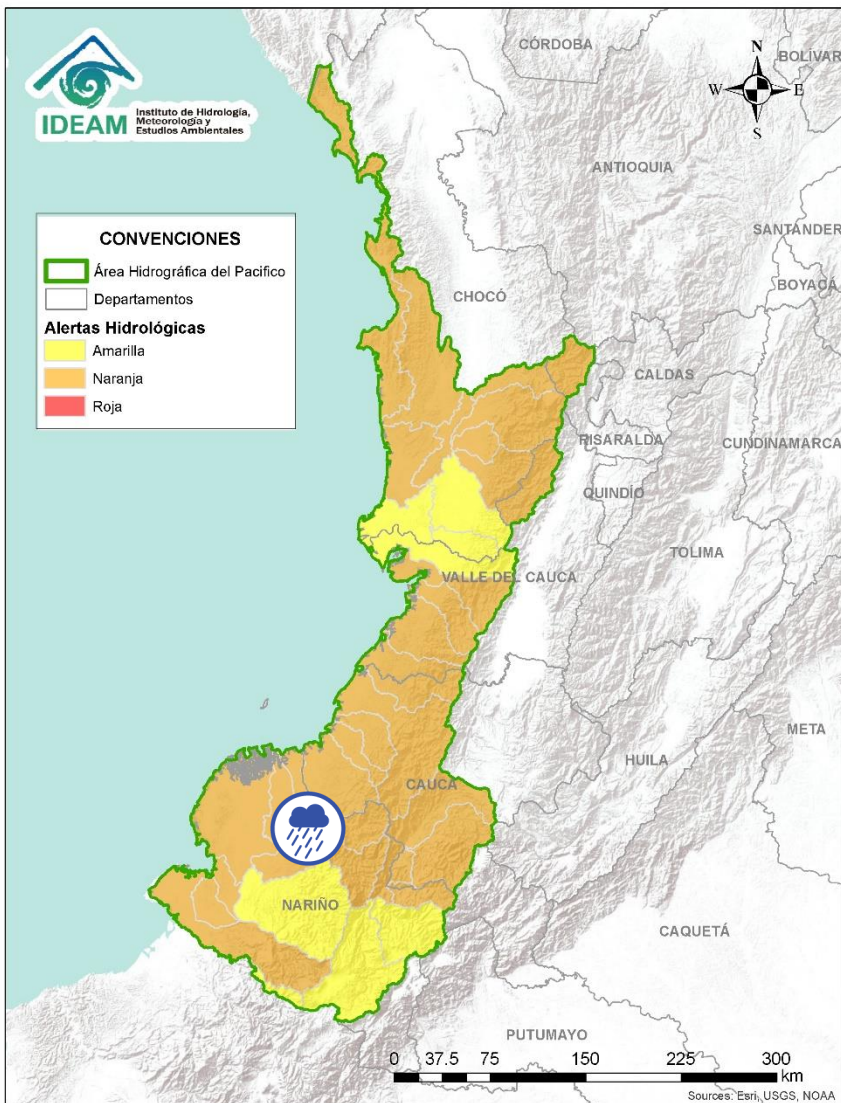 CÓRDOBA
BOLÍVAR
N
W
E
S
IDEAM
Instituto de Hidrología,
Meteorología y
Estudios Ambientales
ANTIOQUIA
SANTANDER
BOYACÁ
CONVENCIONES
Área Hidrográfica del Pacifico
Departamentos
Alertas Hidrológicas
Amarilla
Naranja
Roja
CHOCÓ
CALDAS
RISARALDA
CUNDINAMARCA
QUINDÍO
TOLIMA
VALLE DEL CAUCA
META
HUILA
CAUCA
NARIÑO
CAQUETÁ
PUTUMAYO
0 37.5 75 150 225 300
km
Sources: Esri, USGS, NOAA